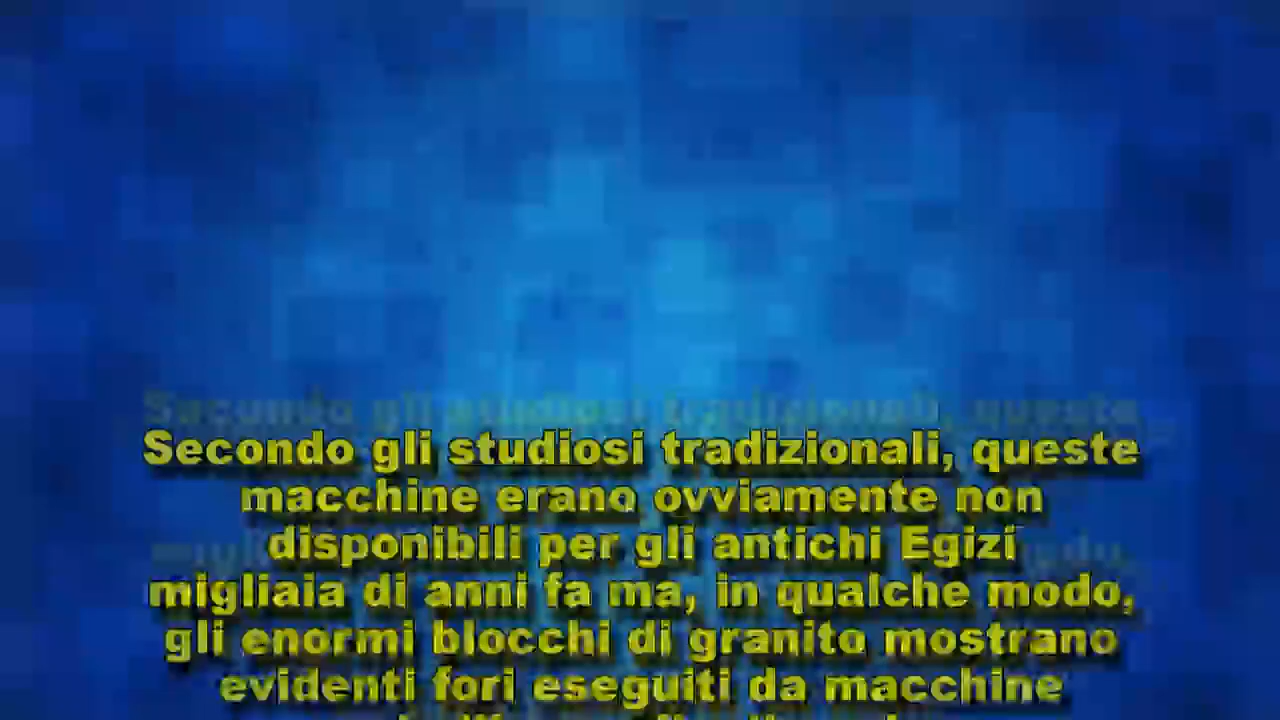 Secondo gli studiosi tradizionali, queste
macchine erano ovviamente non
disponibili per gli antichi Egizi
migliaia di anni fa ma, in qualche modo,
gli enormi blocchi di granito mostrano
evidenti fori eseguiti da macchine